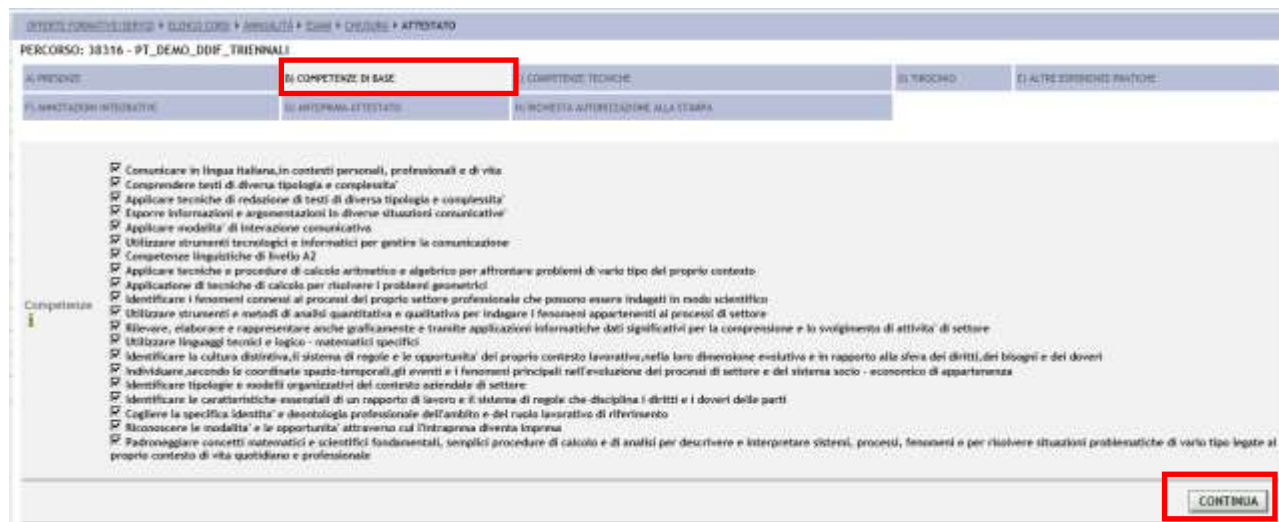 OFFERTE FORMATIVE/SERVIZI ▸ ELENCO CORSI ▸ ANNUALITÀ ▸ ESAMI ▸ CHIUSURA ▸ ATTESTATO
PERCORSO: 38316 - PT_DEMO_DDIF_TRIENNALI
A) PRESENZE B) COMPETENZE DI BASE C) COMPETENZE TECNICHE D) TIROCINIO E) ALTRE ESPERIENZE PRATICHE
F) ANNOTAZIONI INTEGRATIVE G) ANTEPRIMA ATTESTATO H) RICHIESTA AUTORIZZAZIONE ALLA STAMPA
Comunicare in lingua italiana,in contesti personali, professionali e di vita
Comprendere testi di diversa tipologia e complessita'
Applicare tecniche di redazione di testi di diversa tipologia e complessita'
Esporre informazioni e argomentazioni in diverse situazioni comunicative'
Applicare modalita' di interazione comunicativa
Utilizzare strumenti tecnologici e informatici per gestire la comunicazione
Competenze linguistiche di livello A2
Applicare tecniche e procedure di calcolo aritmetico e algebrico per affrontare problemi di vario tipo del proprio contesto
Applicazione di tecniche di calcolo per risolvere i problemi geometrici
Competenze
Identificare i fenomeni connessi ai processi del proprio settore professionale che possono essere indagati in modo scientifico
Utilizzare strumenti e metodi di analisi quantitativa e qualitativa per indagare i fenomeni appartenenti ai processi di settore
Rilevare, elaborare e rappresentare anche graficamente e tramite applicazioni informatiche dati significativi per la comprensione e lo svolgimento di attivita' di settore
Utilizzare linguaggi tecnici e logico - matematici specifici
Identificare la cultura distintiva,il sistema di regole e le opportunita' del proprio contesto lavorativo,nella loro dimensione evolutiva e in rapporto alla sfera dei diritti,dei bisogni e dei doveri
Individuare,secondo le coordinate spazio-temporali,gli eventi e i fenomeni principali nell'evoluzione dei processi di settore e del sistema socio - economico di appartenenza
Identificare tipologie e modelli organizzativi del contesto aziendale di settore
Identificare le caratteristiche essenziali di un rapporto di lavoro e il sistema di regole che disciplina i diritti e i doveri delle parti
Cogliere la specifica identita' e deontologia professionale dell'ambito e del ruolo lavorativo di riferimento
Riconoscere le modalita' e le opportunita' attraverso cui l'intrapresa diventa impresa
Padroneggiare concetti matematici e scientifici fondamentali, semplici procedure di calcolo e di analisi per descrivere e interpretare sistemi, processi, fenomeni e per risolvere situazioni problematiche di vario tipo legate al
proprio contesto di vita quotidiano e professionale
CONTINUA